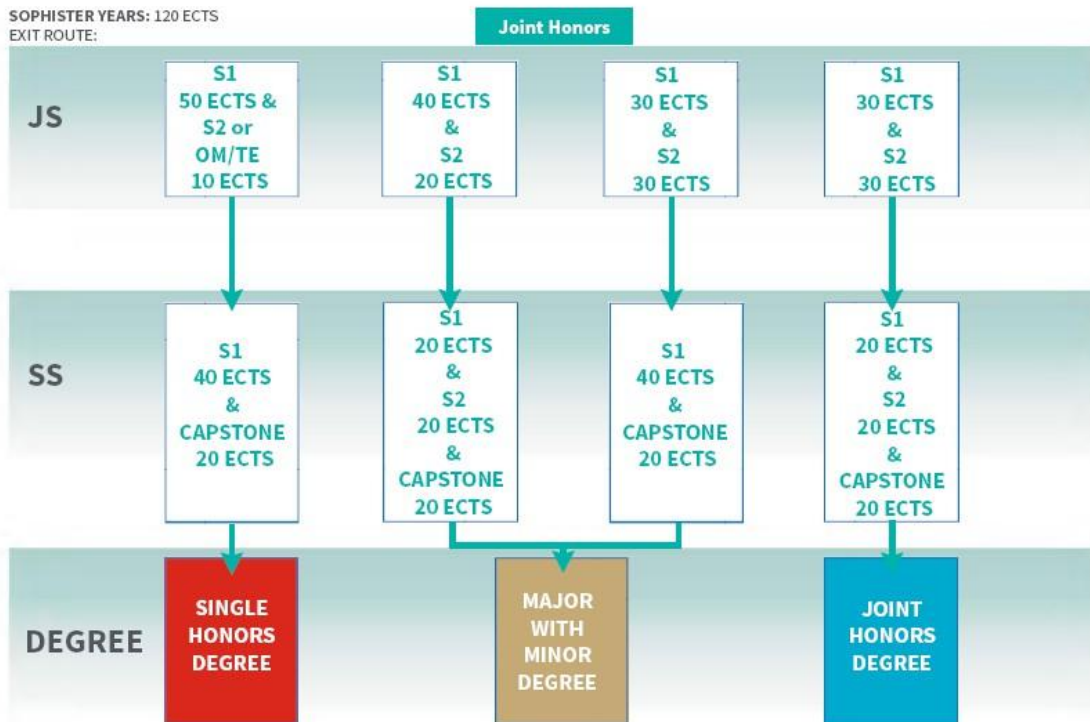 SOPHISTER YEARS: 120 ECTS
EXIT ROUTE:
Joint Honors
JS
S1
50 ECTS &
S2 or
OM/TE
10 ECTS
S1
40 ECTS
&
S2
20 ECTS
S1
30 ECTS
&
S2
30 ECTS
S1
30 ECTS
&
S2
30 ECTS
SS
S1
40 ECTS
&
CAPSTONE
20 ECTS
S1
20 ECTS
&
S2
20 ECTS
&
CAPSTONE
20 ECTS
S1
40 ECTS
&
CAPSTONE
20 ECTS
S1
20 ECTS
&
S2
20 ECTS
&
CAPSTONE
20 ECTS
DEGREE
SINGLE
HONORS
DEGREE
MAJOR
WITH
MINOR
DEGREE
JOINT
HONORS
DEGREE